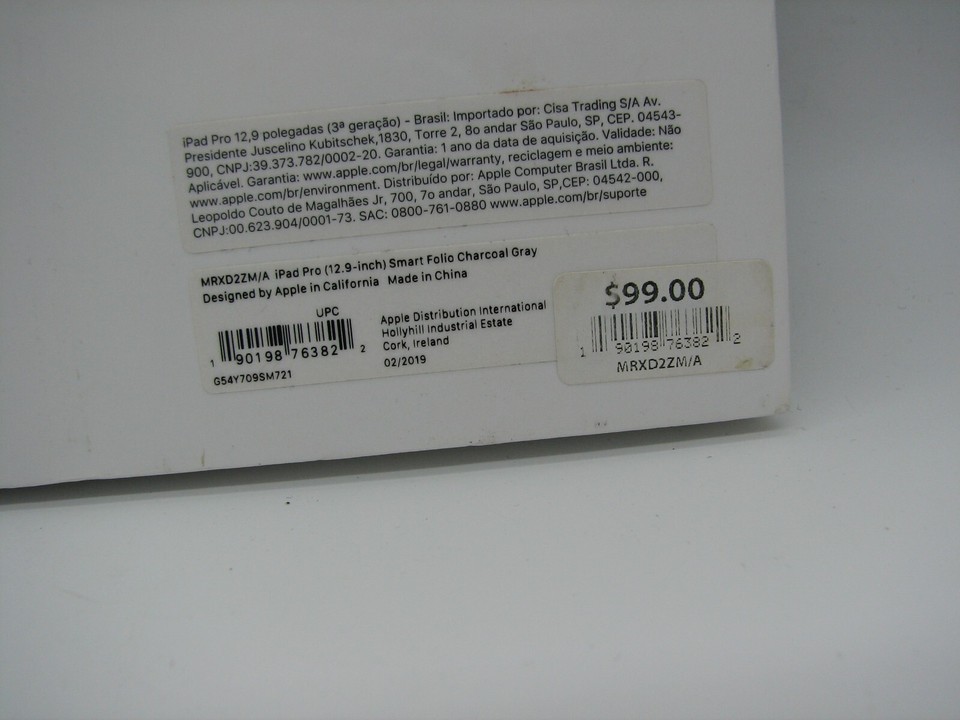 iPad Pro 12,9 polegadas (3ª geração) - Brasil: Importado por: Cisa Trading S/A Av.
Presidente Juscelino Kubitschek,1830, Torre 2, 8o andar São Paulo, SP, CEP. 04543-
900, CNPJ:39.373.782/0002-20. Garantia: 1 ano da data de aquisição. Validade: Não
Aplicável. Garantia: www.apple.com/br/legal/warranty, reciclagem e meio ambiente:
www.apple.com/br/environment. Distribuído por: Apple Computer Brasil Ltda. R.
Leopoldo Couto de Magalhães Jr, 700, 7o andar, São Paulo, SP,CEP: 04542-000,
CNPJ:00.623.904/0001-73. SAC: 0800-761-0880 www.apple.com/br/suporte
MRXD2ZM/A iPad Pro (12.9-inch) Smart Folio Charcoal Gray
Designed by Apple in California Made in China
UPC
1 90198 76382 2
G54Y709SM721
Apple Distribution International
Hollyhill Industrial Estate
Cork, Ireland
02/2019
$99.00
1 90198 76382 2
MRXD2ZM/A